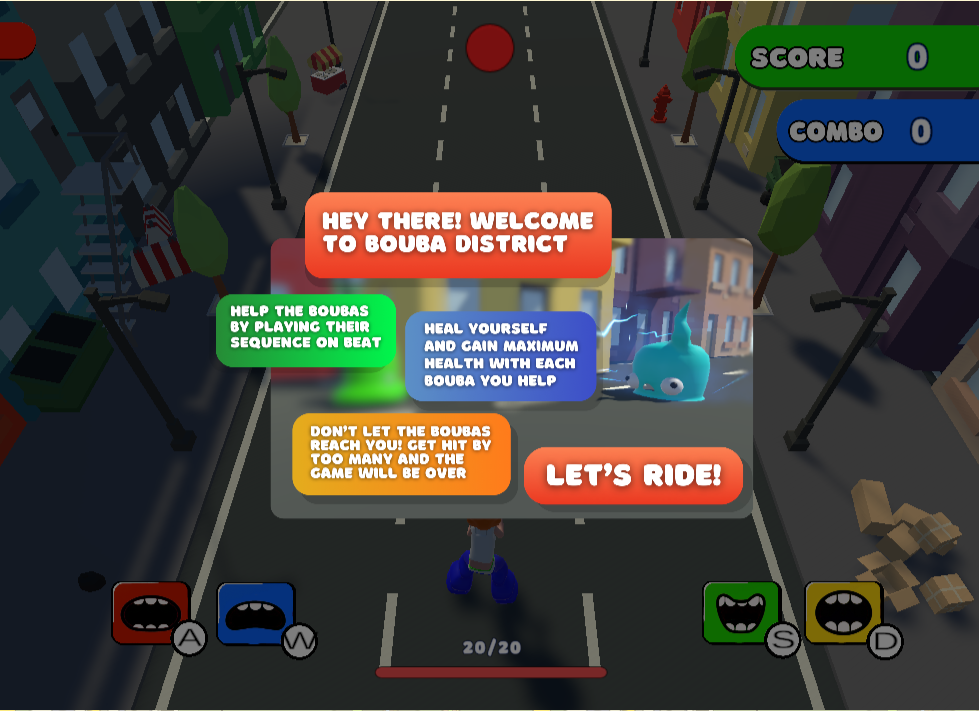 SCORE 0
COMBO 0
HEY THERE! WELCOME
TO BOUBA DISTRICT
HELP THE BOUBAS
BY PLAYING THEIR
SEQUENCE ON BEAT
HEAL YOURSELF
AND GAIN MAXIMUM
HEALTH WITH EACH
BOUBA YOU HELP
DON'T LET THE BOUBAS
REACH YOU! GET HIT BY
TOO MANY AND THE
GAME WILL BE OVER
LET'S RIDE!
A
W
S
D
20/20